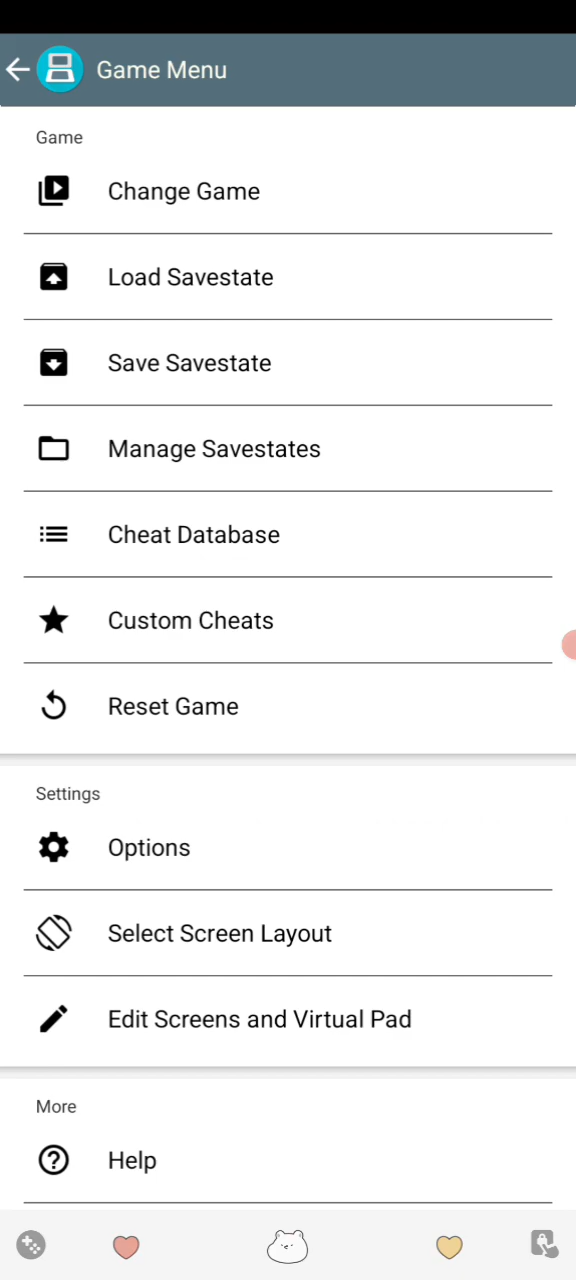 Game Menu
Game
Change Game
Load Savestate
Save Savestate
Manage Savestates
Cheat Database
Custom Cheats
Reset Game
Settings
Options
Select Screen Layout
Edit Screens and Virtual Pad
More
Help